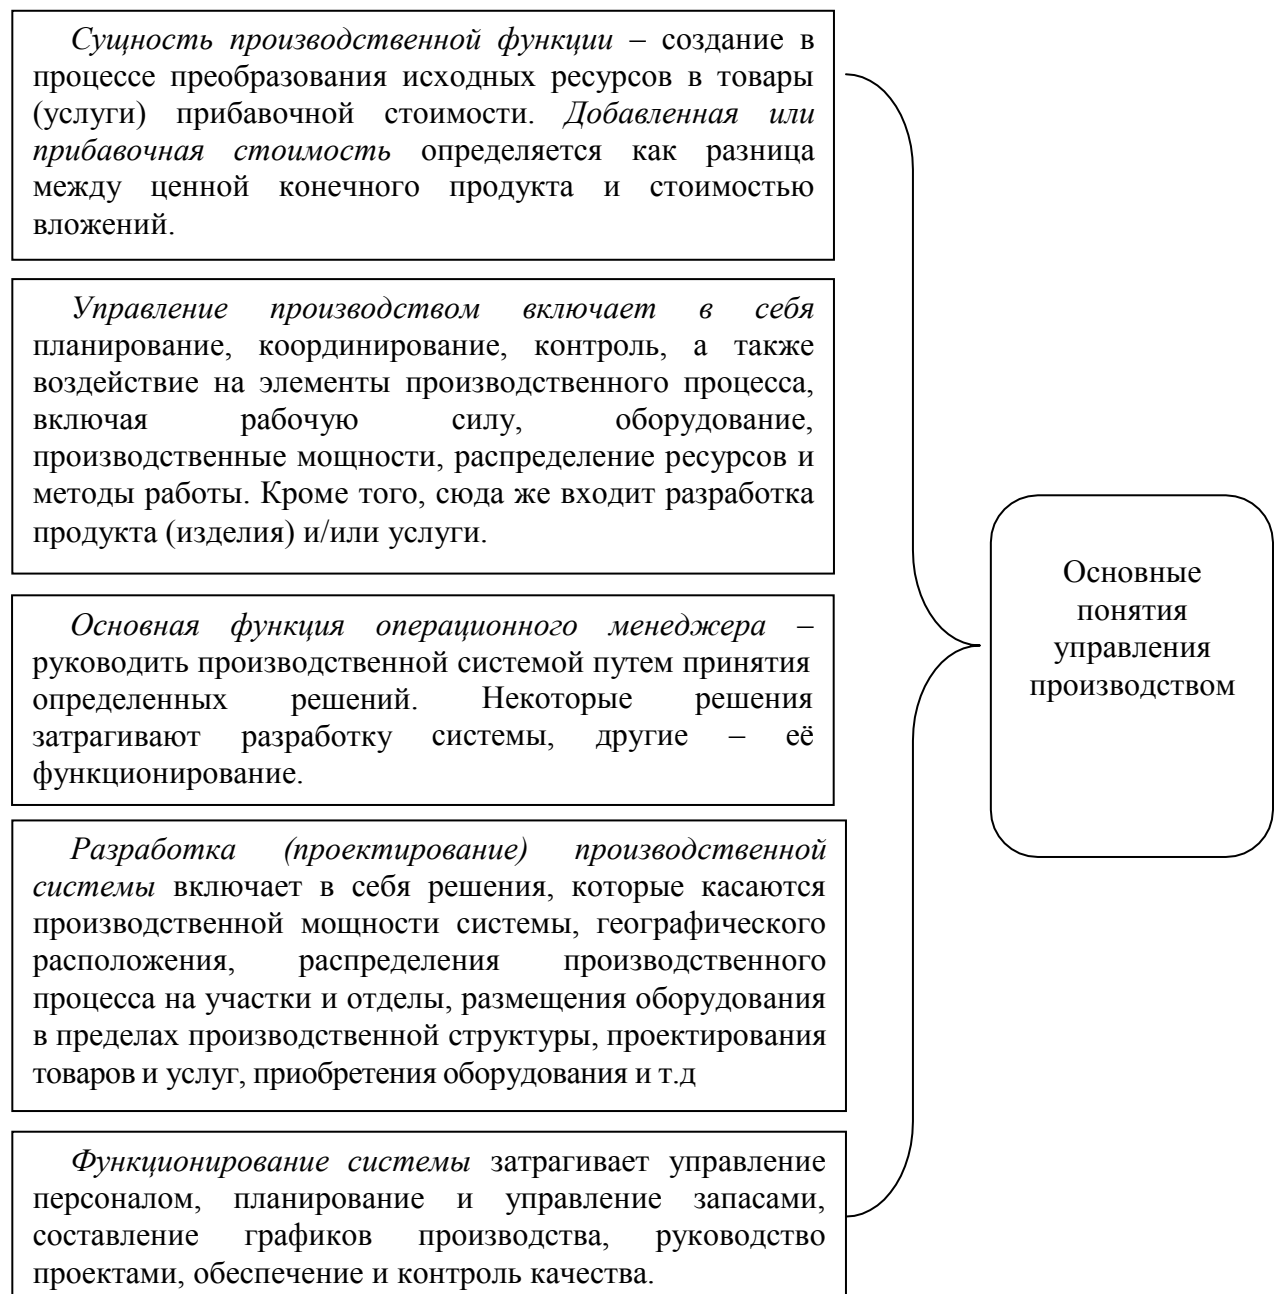 Сущность производственной функции – создание в
процессе преобразования исходных ресурсов в товары
(услуги) прибавочной стоимости. Добавленная или
прибавочная стоимость определяется как разница
между ценной конечного продукта и стоимостью
вложений.
Управление производством включает в себя
планирование, координирование, контроль, а также
воздействие на элементы производственного процесса,
включая рабочую силу, оборудование,
производственные мощности, распределение ресурсов и
методы работы. Кроме того, сюда же входит разработка
продукта (изделия) и/или услуги.
Основная функция операционного менеджера –
руководить производственной системой путем принятия
определенных решений. Некоторые решения
затрагивают разработку системы, другие – её
функционирование.
Разработка (проектирование) производственной
системы включает в себя решения, которые касаются
производственной мощности системы, географического
расположения, распределения производственного
процесса на участки и отделы, размещения оборудования
в пределах производственной структуры, проектирования
товаров и услуг, приобретения оборудования и т.д
Функционирование системы затрагивает управление
персоналом, планирование и управление запасами,
составление графиков производства, руководство
проектами, обеспечение и контроль качества.
Основные
понятия
управления
производством